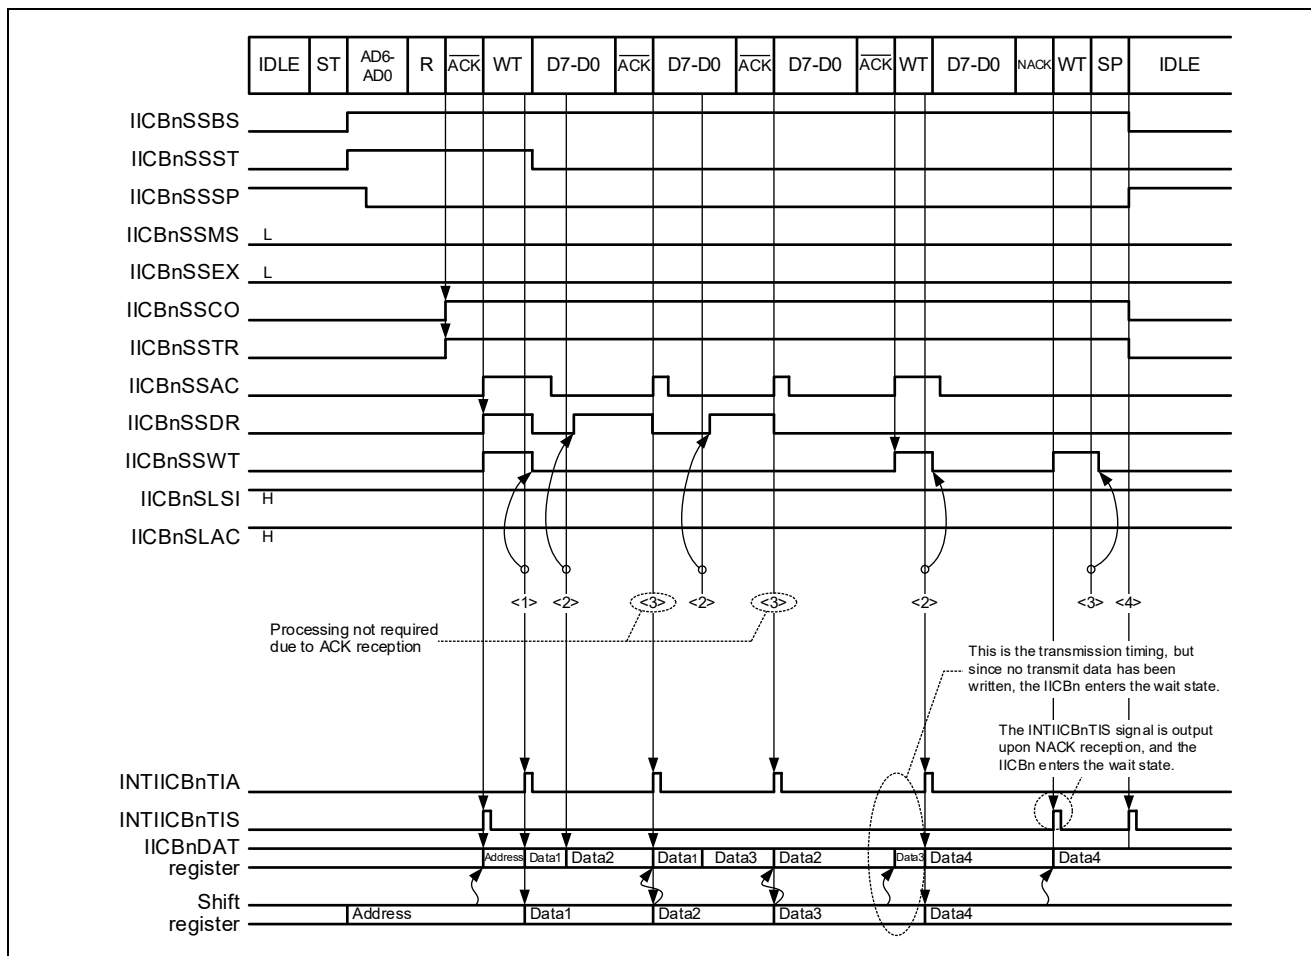 IDLE ST AD6-AD0 R ACK WT D7-D0 ACK D7-D0 ACK D7-D0 ACK WT D7-D0 NACK WT SP IDLE
IICBnSSBS
IICBnSSST
IICBnSSSP
IICBnSSMS L
IICBnSSEX L
IICBnSSCO
IICBnSSTR
IICBnSSAC
IICBnSSDR
IICBnSSWT
IICBnSLSI H
IICBnSLAC H
<1> <2> <3> <2> <3> <2> <3> <4>
Processing not required
due to ACK reception
This is the transmission timing, but
since no transmit data has been
written, the IICBn enters the wait state.
The INTIICBnTIS signal is output
upon NACK reception, and the
IICBn enters the wait state.
INTIICBnTIA
INTIICBnTIS
IICBnDAT
register
Address Data1 Data2 Data1 Data3 Data2 Data3 Data4 Data4
Shift
register
Address Data1 Data2 Data3 Data4